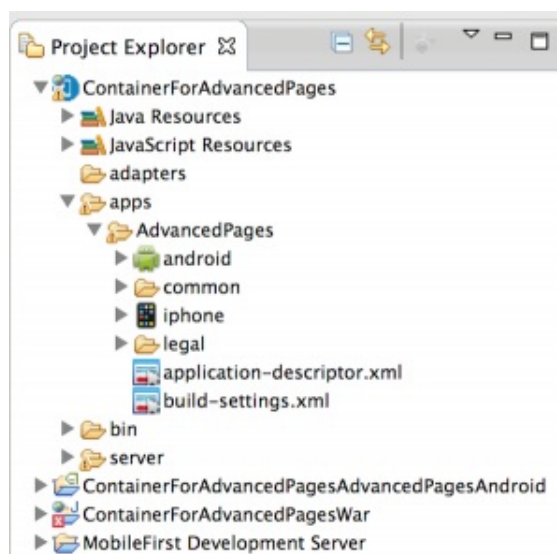 Project Explorer
ContainerForAdvancedPages
Java Resources
JavaScript Resources
adapters
apps
AdvancedPages
android
common
iphone
legal
application-descriptor.xml
build-settings.xml
bin
server
ContainerForAdvancedPagesAdvancedPagesAndroid
ContainerForAdvancedPagesWar
MobileFirst Development Server